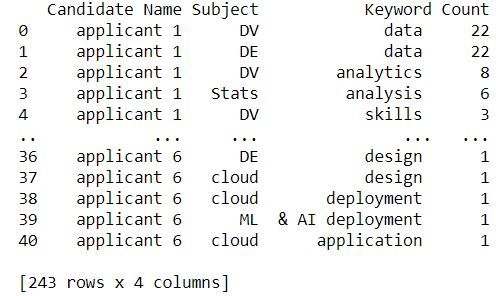 Candidate Name Subject Keyword Count
0 applicant 1 DV data 22
1 applicant 1 DE data 22
2 applicant 1 DV analytics 8
3 applicant 1 Stats analysis 6
4 applicant 1 DV skills 3
.. ... ... ... ...
36 applicant 6 DE design 1
37 applicant 6 cloud design 1
38 applicant 6 cloud deployment 1
39 applicant 6 ML & AI deployment 1
40 applicant 6 cloud application 1
[243 rows x 4 columns]